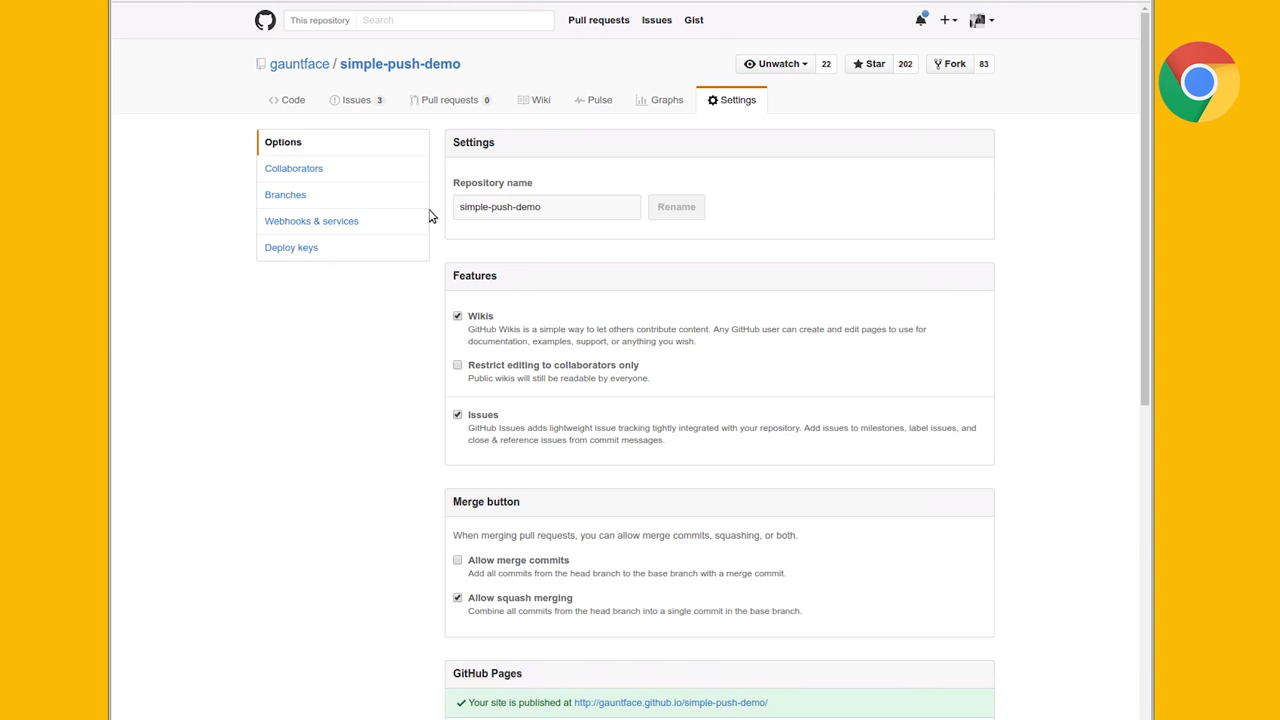 This repository Search Pull requests Issues Gist
gauntface / simple-push-demo Unwatch 22 Star 202 Fork 83
Code Issues 3 Pull requests 0 Wiki Pulse Graphs Settings
Options
Collaborators
Branches
Webhooks & services
Deploy keys
Settings
Repository name
simple-push-demo Rename
Features
Wikis
GitHub Wikis is a simple way to let others contribute content. Any GitHub user can create and edit pages to use for
documentation, examples, support, or anything you wish.
Restrict editing to collaborators only
Public wikis will still be readable by everyone.
Issues
GitHub Issues adds lightweight issue tracking tightly integrated with your repository. Add issues to milestones, label issues, and
close & reference issues from commit messages.
Merge button
When merging pull requests, you can allow merge commits, squashing, or both.
Allow merge commits
Add all commits from the head branch to the base branch with a merge commit.
Allow squash merging
Combine all commits from the head branch into a single commit in the base branch.
GitHub Pages
Your site is published at http://gauntface.github.io/simple-push-demo/